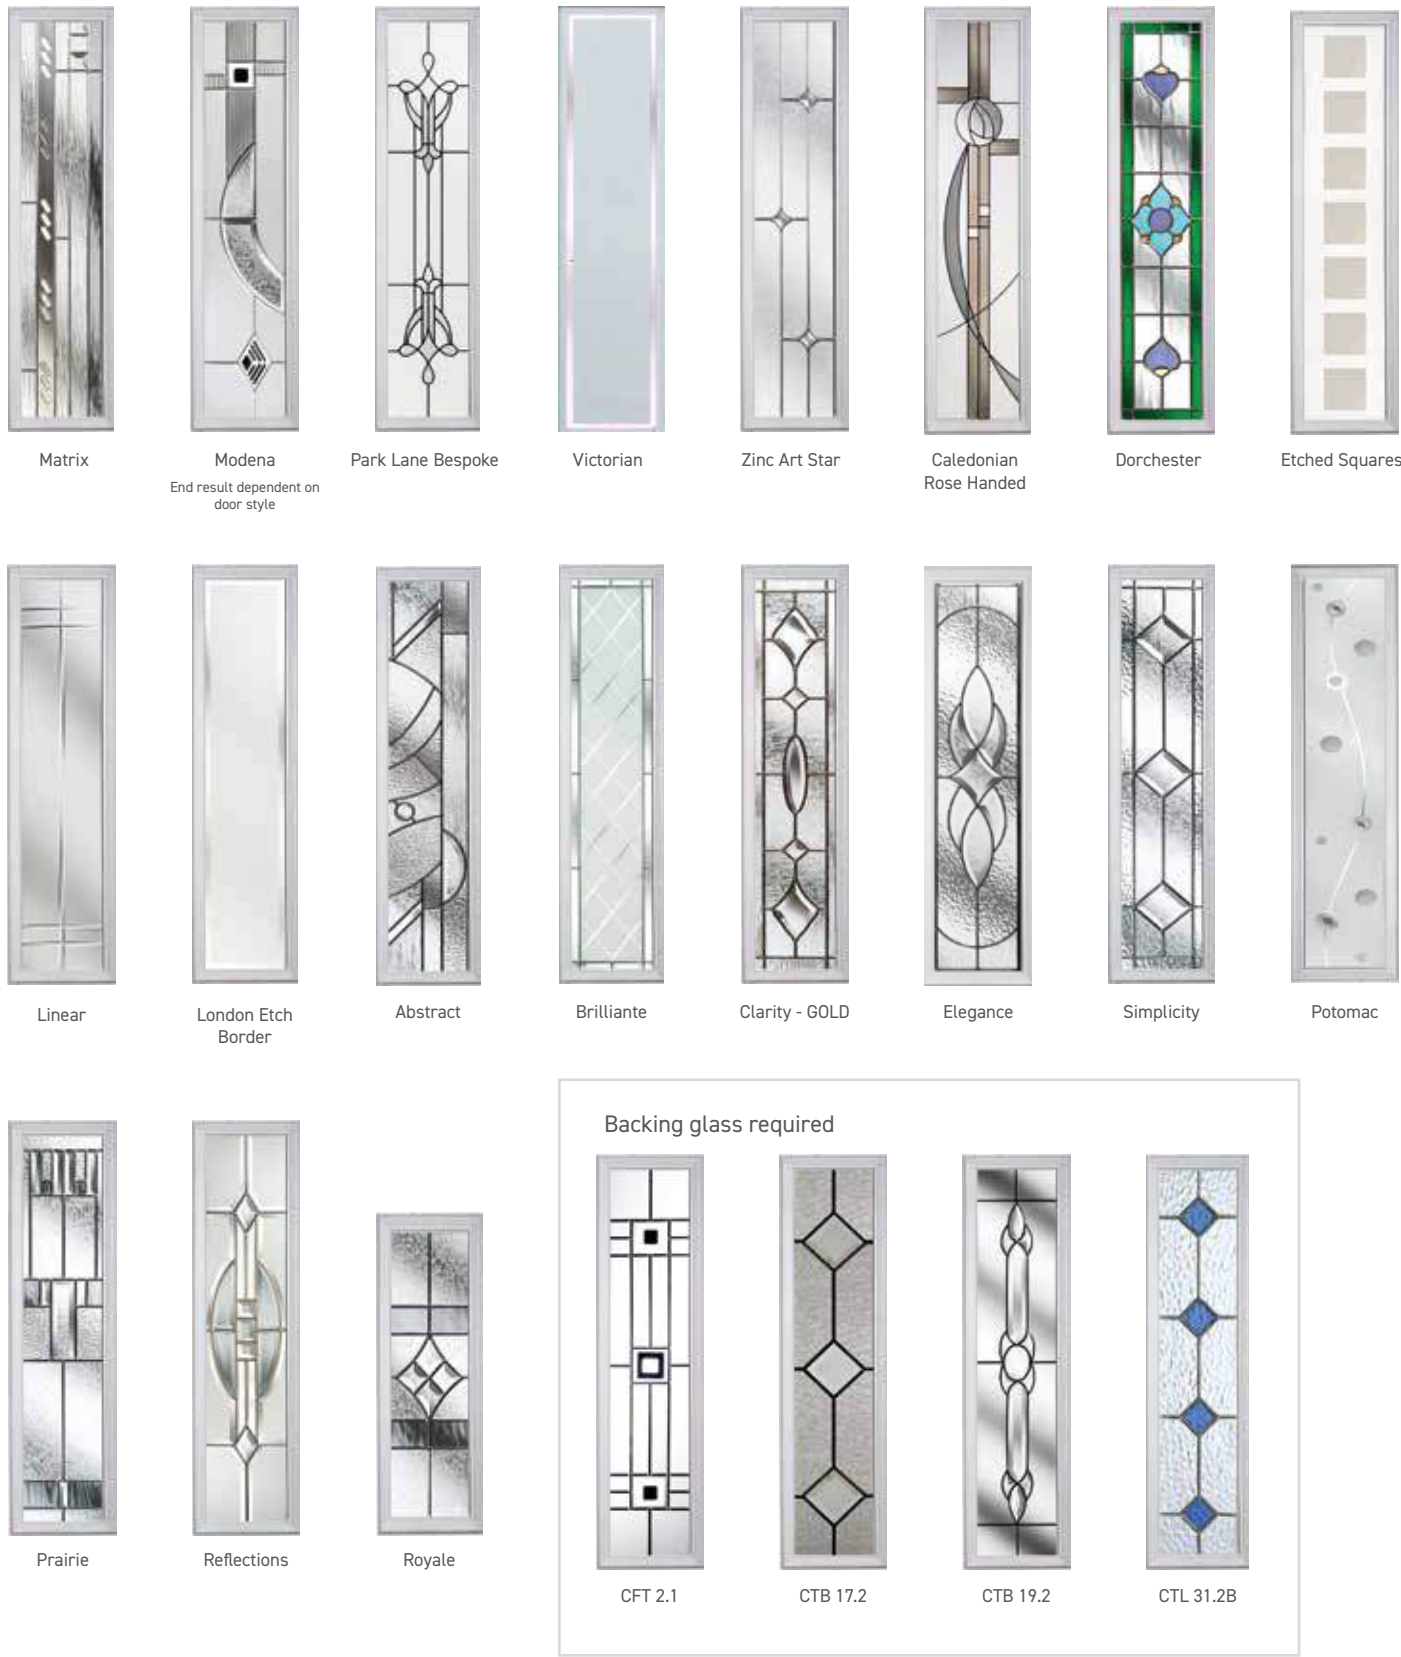 Matrix
Modena
End result dependent on
door style
Park Lane Bespoke
Victorian
Zinc Art Star
Caledonian
Rose Handed
Dorchester
Etched Squares
Linear
London Etch
Border
Abstract
Brilliante
Clarity - GOLD
Elegance
Simplicity
Potomac
Prairie
Reflections
Royale
Backing glass required
CFT 2.1
CTB 17.2
CTB 19.2
CTL 31.2B